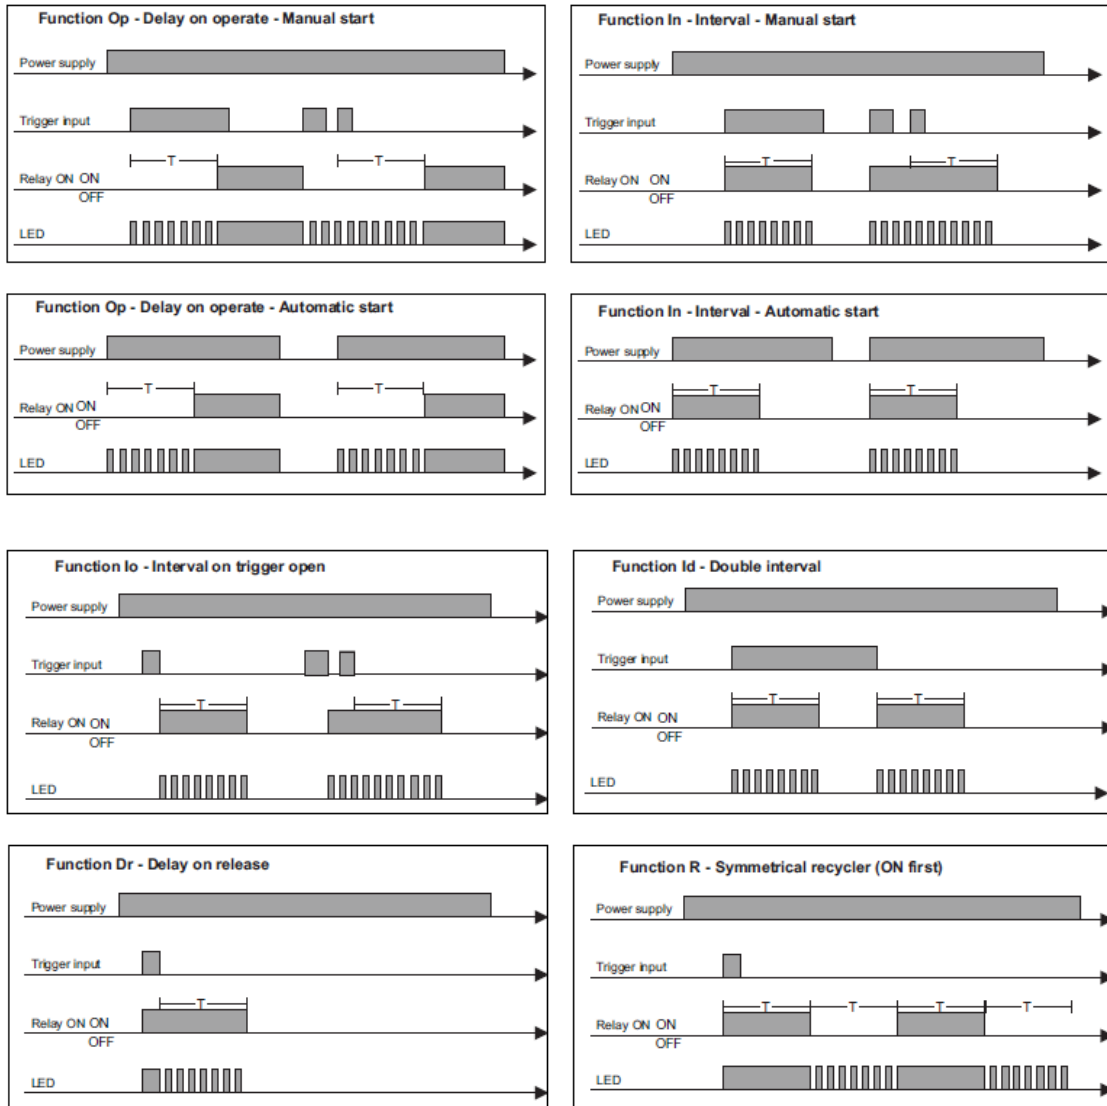 Function Op - Delay on operate - Manual start
Power supply
Trigger input
T
T
Relay ON ON
OFF
LED
Function In - Interval - Manual start
Power supply
Trigger input
T
T
Relay ON ON
OFF
LED
Function Op - Delay on operate - Automatic start
Power supply
T
T
Relay ON ON
OFF
LED
Function In - Interval - Automatic start
Power supply
T
T
Relay ON ON
OFF
LED
Function Io - Interval on trigger open
Power supply
Trigger input
T
T
Relay ON ON
OFF
LED
Function Id - Double interval
Power supply
Trigger input
T
T
Relay ON ON
OFF
LED
Function Dr - Delay on release
Power supply
Trigger input
T
Relay ON ON
OFF
LED
Function R - Symmetrical recycler (ON first)
Power supply
Trigger input
T
T
T
T
Relay ON ON
OFF
LED